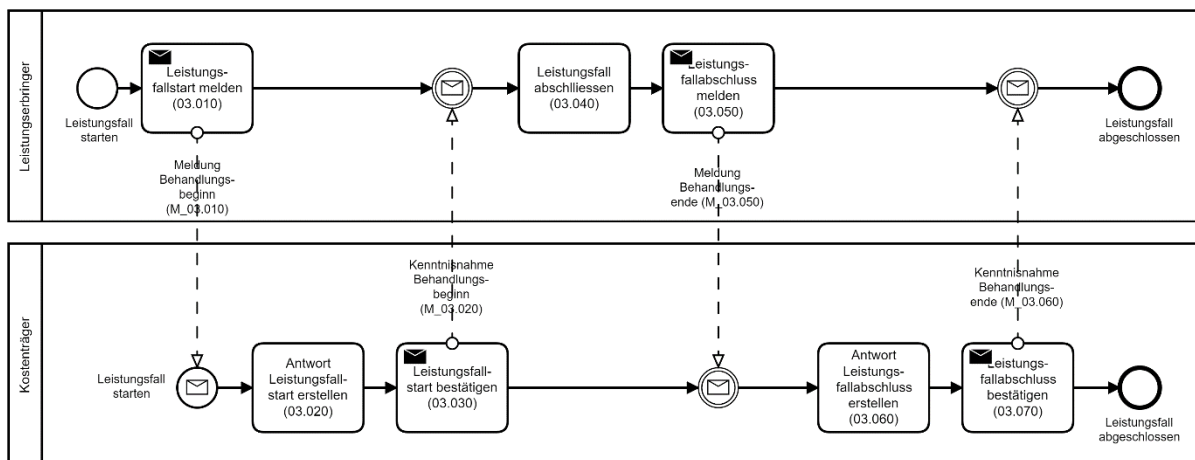 Leistungserbringer
Leistungsfall
starten
Leistungs-
fallstart melden
(03.010)
Leistungsfall
abschlliessen
(03.040)
Leistungs-
fallabschluss
melden
(03.050)
Leistungsfall
abgeschlossen
Meldung
Behandlungs-
beginn
(M_03.010)
Meldung
Behandlungs-
ende (M_03.050)
Kostenträger
Kenntnisnahme
Behandlungs-
beginn
(M_03.020)
Kenntnisnahme
Behandlungs-
ende (M_03.060)
Leistungsfall
starten
Antwort
Leistungsfall-
start erstellen
(03.020)
Leistungsfall-
start bestätigen
(03.030)
Antwort
Leistungs-
fallabschluss
erstellen
(03.060)
Leistungs-
fallabschluss
bestätigen
(03.070)
Leistungsfall
abgeschlossen